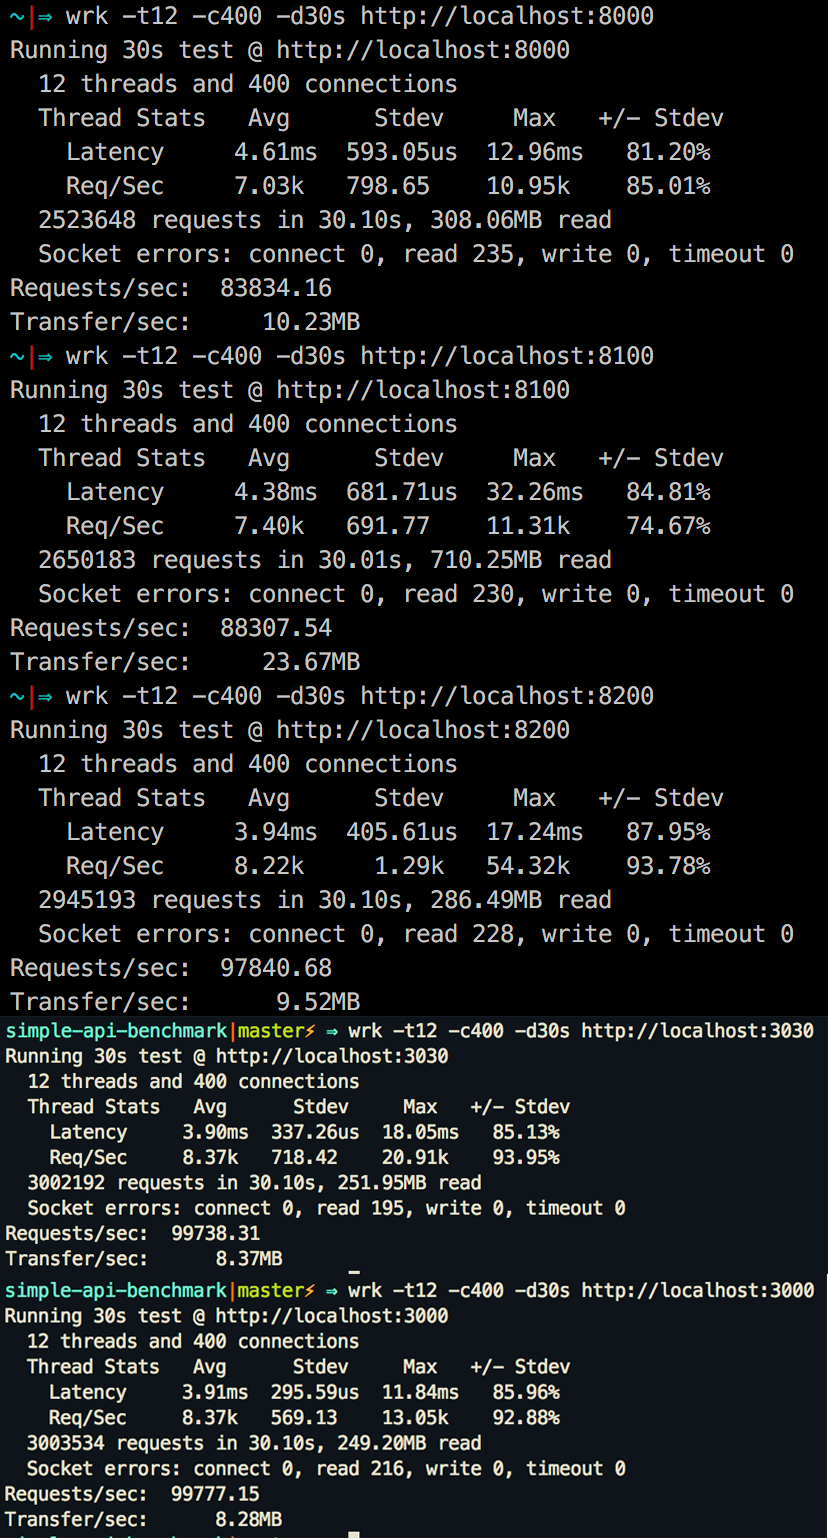 ~|⇒ wrk -t12 -c400 -d30s http://localhost:8000
Running 30s test @ http://localhost:8000
12 threads and 400 connections
Thread Stats Avg Stdev Max +/- Stdev
Latency 4.61ms 593.05us 12.96ms 81.20%
Req/Sec 7.03k 798.65 10.95k 85.01%
2523648 requests in 30.10s, 308.06MB read
Socket errors: connect 0, read 235, write 0, timeout 0
Requests/sec: 83834.16
Transfer/sec: 10.23MB
~|⇒ wrk -t12 -c400 -d30s http://localhost:8100
Running 30s test @ http://localhost:8100
12 threads and 400 connections
Thread Stats Avg Stdev Max +/- Stdev
Latency 4.38ms 681.71us 32.26ms 84.81%
Req/Sec 7.40k 691.77 11.31k 74.67%
2650183 requests in 30.01s, 710.25MB read
Socket errors: connect 0, read 230, write 0, timeout 0
Requests/sec: 88307.54
Transfer/sec: 23.67MB
~|⇒ wrk -t12 -c400 -d30s http://localhost:8200
Running 30s test @ http://localhost:8200
12 threads and 400 connections
Thread Stats Avg Stdev Max +/- Stdev
Latency 3.94ms 405.61us 17.24ms 87.95%
Req/Sec 8.22k 1.29k 54.32k 93.78%
2945193 requests in 30.10s, 286.49MB read
Socket errors: connect 0, read 228, write 0, timeout 0
Requests/sec: 97840.68
Transfer/sec: 9.52MB
simple-api-benchmark|master⚡ ⇒ wrk -t12 -c400 -d30s http://localhost:3030
Running 30s test @ http://localhost:3030
12 threads and 400 connections
Thread Stats Avg Stdev Max +/- Stdev
Latency 3.90ms 337.26us 18.05ms 85.13%
Req/Sec 8.37k 718.42 20.91k 93.95%
3002192 requests in 30.10s, 251.95MB read
Socket errors: connect 0, read 195, write 0, timeout 0
Requests/sec: 99738.31
Transfer/sec: 8.37MB
simple-api-benchmark|master⚡ ⇒ wrk -t12 -c400 -d30s http://localhost:3000
Running 30s test @ http://localhost:3000
12 threads and 400 connections
Thread Stats Avg Stdev Max +/- Stdev
Latency 3.91ms 295.59us 11.84ms 85.96%
Req/Sec 8.37k 569.13 13.05k 92.88%
3003534 requests in 30.10s, 249.20MB read
Socket errors: connect 0, read 216, write 0, timeout 0
Requests/sec: 99777.15
Transfer/sec: 8.28MB